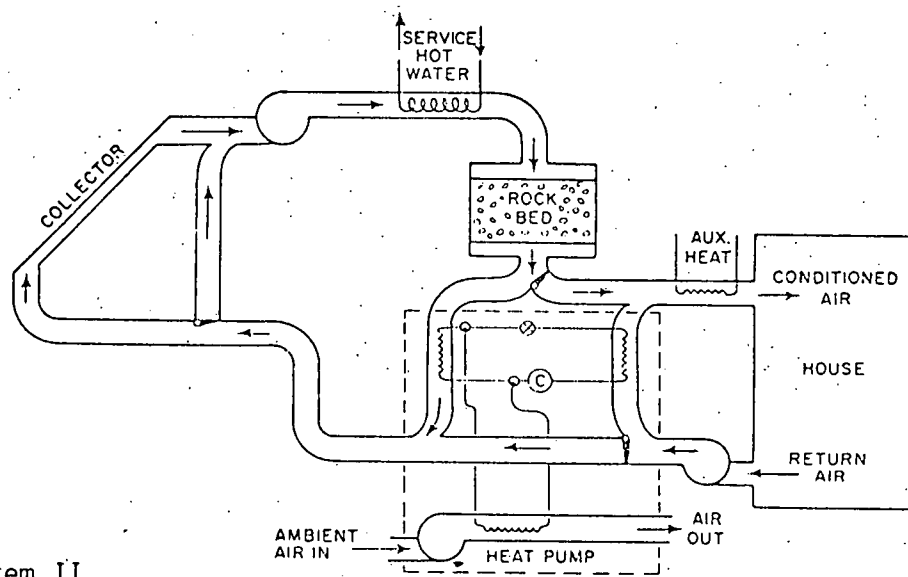 SERVICE
HOT
WATER
COLLECTOR
ROCK
BED
AUX.
HEAT
CONDITIONED
AIR
HOUSE
C
RETURN
AIR
AMBIENT
AIR IN
AIR
OUT
HEAT PUMP
tem II